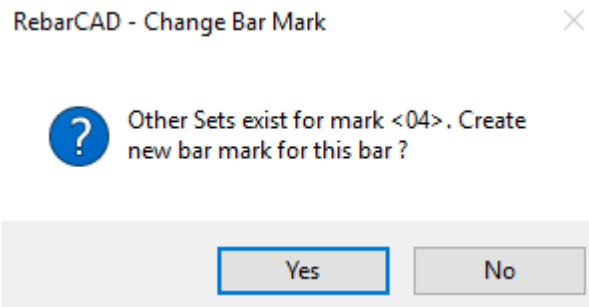 RebarCAD - Change Bar Mark
Other Sets exist for mark <04>. Create
new bar mark for this bar ?
Yes
No